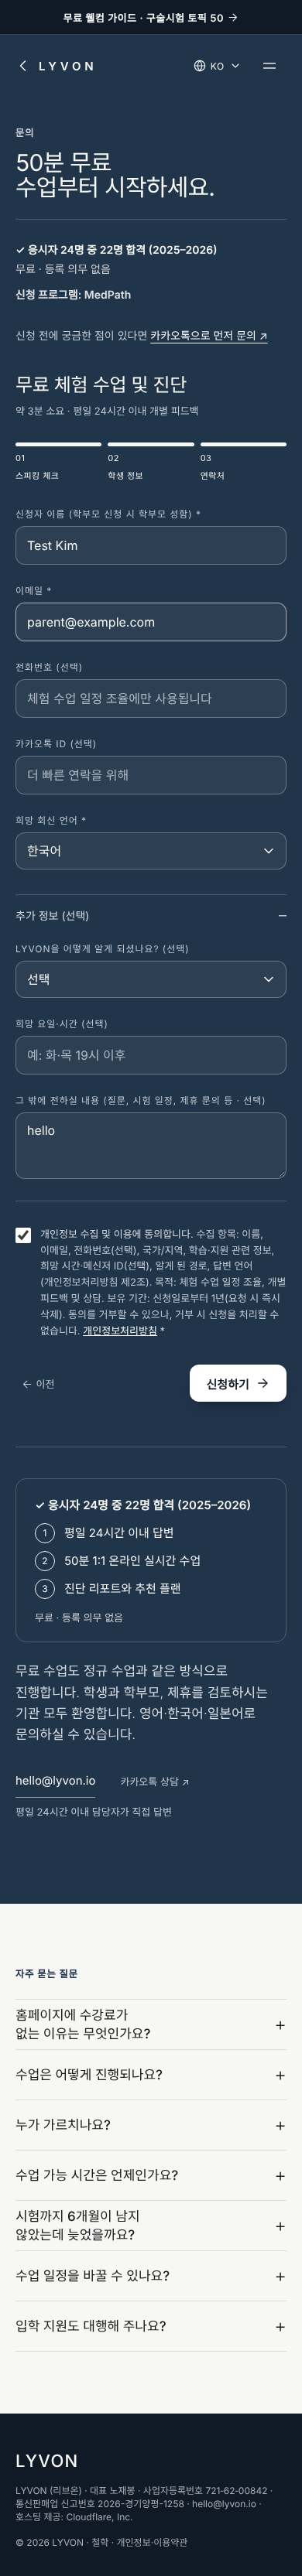 무료 웰컴 가이드 · 구술시험 토픽 50 →
LYVON
KO
문의
50분 무료
수업부터 시작하세요.
✓ 응시자 24명 중 22명 합격 (2025–2026)
무료 · 등록 의무 없음
신청 프로그램: MedPath
신청 전에 궁금한 점이 있다면 카카오톡으로 먼저 문의 ↗
무료 체험 수업 및 진단
약 3분 소요 · 평일 24시간 이내 개별 피드백
01 02 03
스피킹 체크 학생 정보 연락처
신청자 이름 (학부모 신청 시 학부모 성함) *
Test Kim
이메일 *
parent@example.com
전화번호 (선택)
체험 수업 일정 조율에만 사용됩니다
카카오톡 ID (선택)
더 빠른 연락을 위해
희망 회신 언어 *
한국어
추가 정보 (선택) –
LYVON을 어떻게 알게 되셨나요? (선택)
선택
희망 요일·시간 (선택)
예: 화·목 19시 이후
그 밖에 전하실 내용 (질문, 시험 일정, 제휴 문의 등 · 선택)
hello
개인정보 수집 및 이용에 동의합니다. 수집 항목: 이름,
이메일, 전화번호(선택), 국가/지역, 학습·지원 관련 정보,
희망 시간·메신저 ID(선택), 알게 된 경로, 답변 언어
(개인정보처리방침 제2조). 목적: 체험 수업 일정 조율, 개별
피드백 및 상담. 보유 기간: 신청일로부터 1년(요청 시 즉시
삭제). 동의를 거부할 수 있으나, 거부 시 신청을 처리할 수
없습니다. 개인정보처리방침 *
← 이전
신청하기 →
✓ 응시자 24명 중 22명 합격 (2025–2026)
1 평일 24시간 이내 답변
2 50분 1:1 온라인 실시간 수업
3 진단 리포트와 추천 플랜
무료 · 등록 의무 없음
무료 수업도 정규 수업과 같은 방식으로
진행합니다. 학생과 학부모, 제휴를 검토하시는
기관 모두 환영합니다. 영어·한국어·일본어로
문의하실 수 있습니다.
hello@lyvon.io 카카오톡 상담 ↗
평일 24시간 이내 담당자가 직접 답변
자주 묻는 질문
홈페이지에 수강료가
없는 이유는 무엇인가요? +
수업은 어떻게 진행되나요? +
누가 가르치나요? +
수업 가능 시간은 언제인가요? +
시험까지 6개월이 남지
않았는데 늦었을까요? +
수업 일정을 바꿀 수 있나요? +
입학 지원도 대행해 주나요? +
LYVON
LYVON (리브온) · 대표 노재봉 · 사업자등록번호 721-62-00842 ·
통신판매업 신고번호 2026-경기양평-1258 · hello@lyvon.io ·
호스팅 제공: Cloudflare, Inc.
© 2026 LYVON · 철학 · 개인정보·이용약관